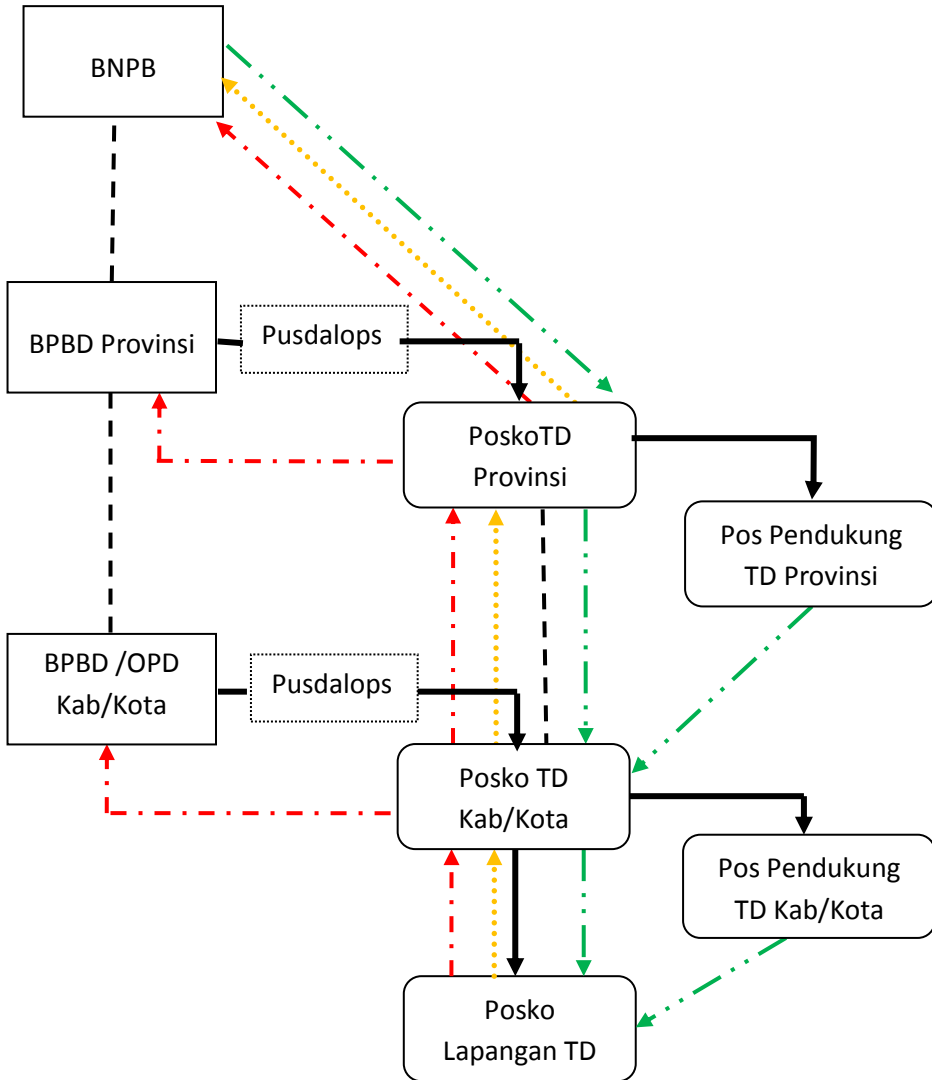 BNPB
BPBD Provinsi
Pusdalops
PoskoTD
Provinsi
Pos Pendukung
TD Provinsi
BPBD /OPD
Kab/Kota
Pusdalops
Posko TD
Kab/Kota
Pos Pendukung
TD Kab/Kota
Posko
Lapangan TD